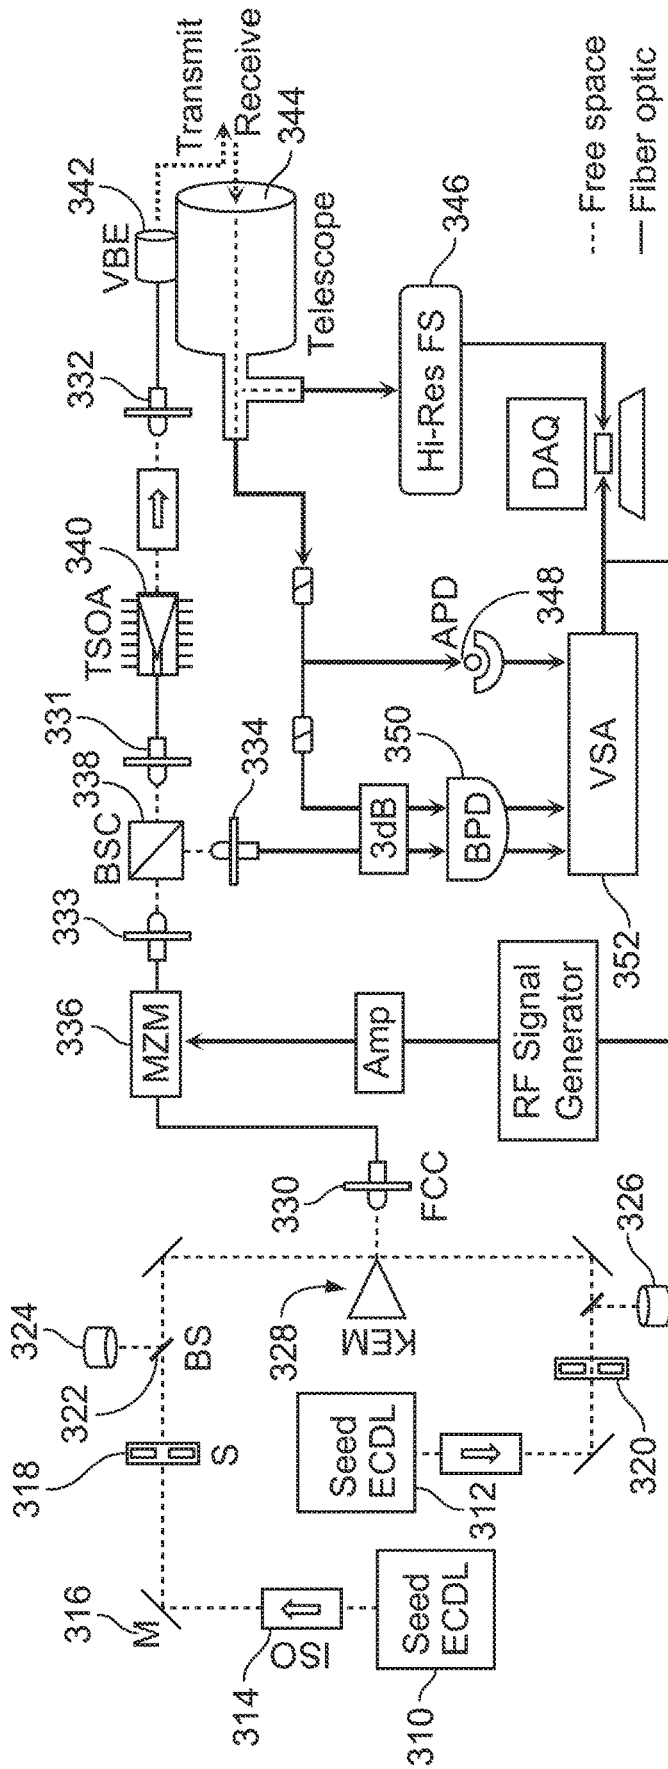 Transmit
Receive
342
VBE
344
Telescope
332
346
Hi-Res FS
DAQ
340
TSOA
APD
348
331
338
BSC
334
350
3dB
BPD
VSA
352
333
336
MZM
Amp
RF Signal
Generator
330
FCC
328
KEM
326
324
322
BS
318
S
320
Seed
ECDL
312
316
M
314
ISO
Seed
ECDL
310
Free space
Fiber optic